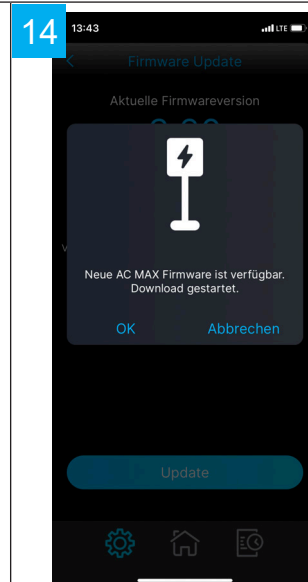 14
13:43
LTE
Firmware Update
Aktuelle Firmwareversion
Neue AC MAX Firmware ist verfügbar.
Download gestartet.
OK
Abbrechen
Update